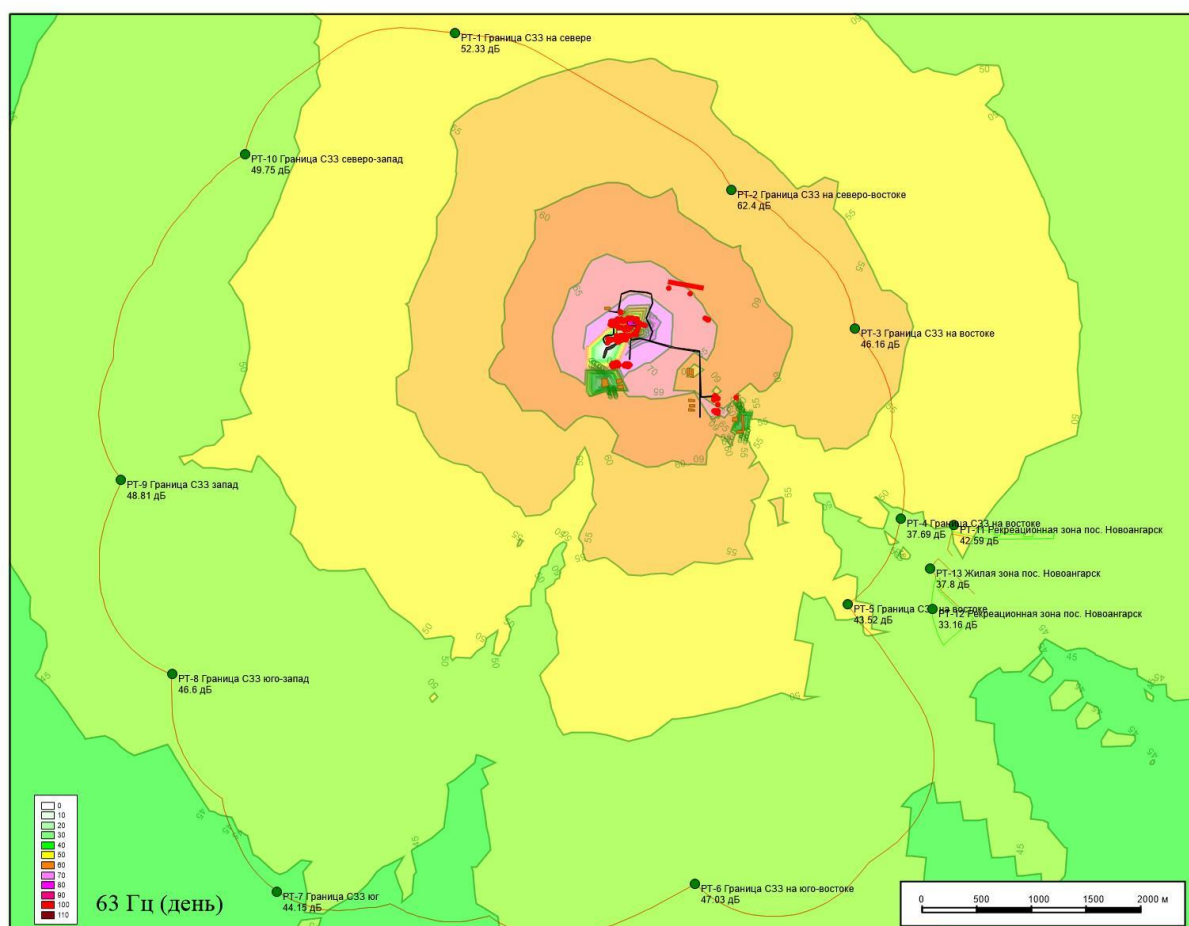 РТ-1 Граница СЗЗ на севере
52.33 дБ
РТ-10 Граница СЗЗ северо-запад
49.75 дБ
РТ-2 Граница СЗЗ на северо-востоке
62.4 дБ
РТ-3 Граница СЗЗ на востоке
46.16 дБ
РТ-9 Граница СЗЗ запад
48.81 дБ
РТ-4 Граница СЗЗ на востоке
37.69 дБ
РТ-11 Рекреационная зона пос. Новоангарск
42.59 дБ
РТ-13 Жилая зона пос. Новоангарск
37.8 дБ
РТ-5 Граница СЗЗ на востоке
43.52 дБ
РТ-12 Рекреационная зона пос. Новоангарск
33.16 дБ
РТ-8 Граница СЗЗ юго-запад
46.6 дБ
РТ-7 Граница СЗЗ юг
44.15 дБ
РТ-6 Граница СЗЗ на юго-востоке
47.03 дБ
0
10
20
30
40
50
60
70
80
90
100
110
63 Гц (день)
0 500 1000 2000 м